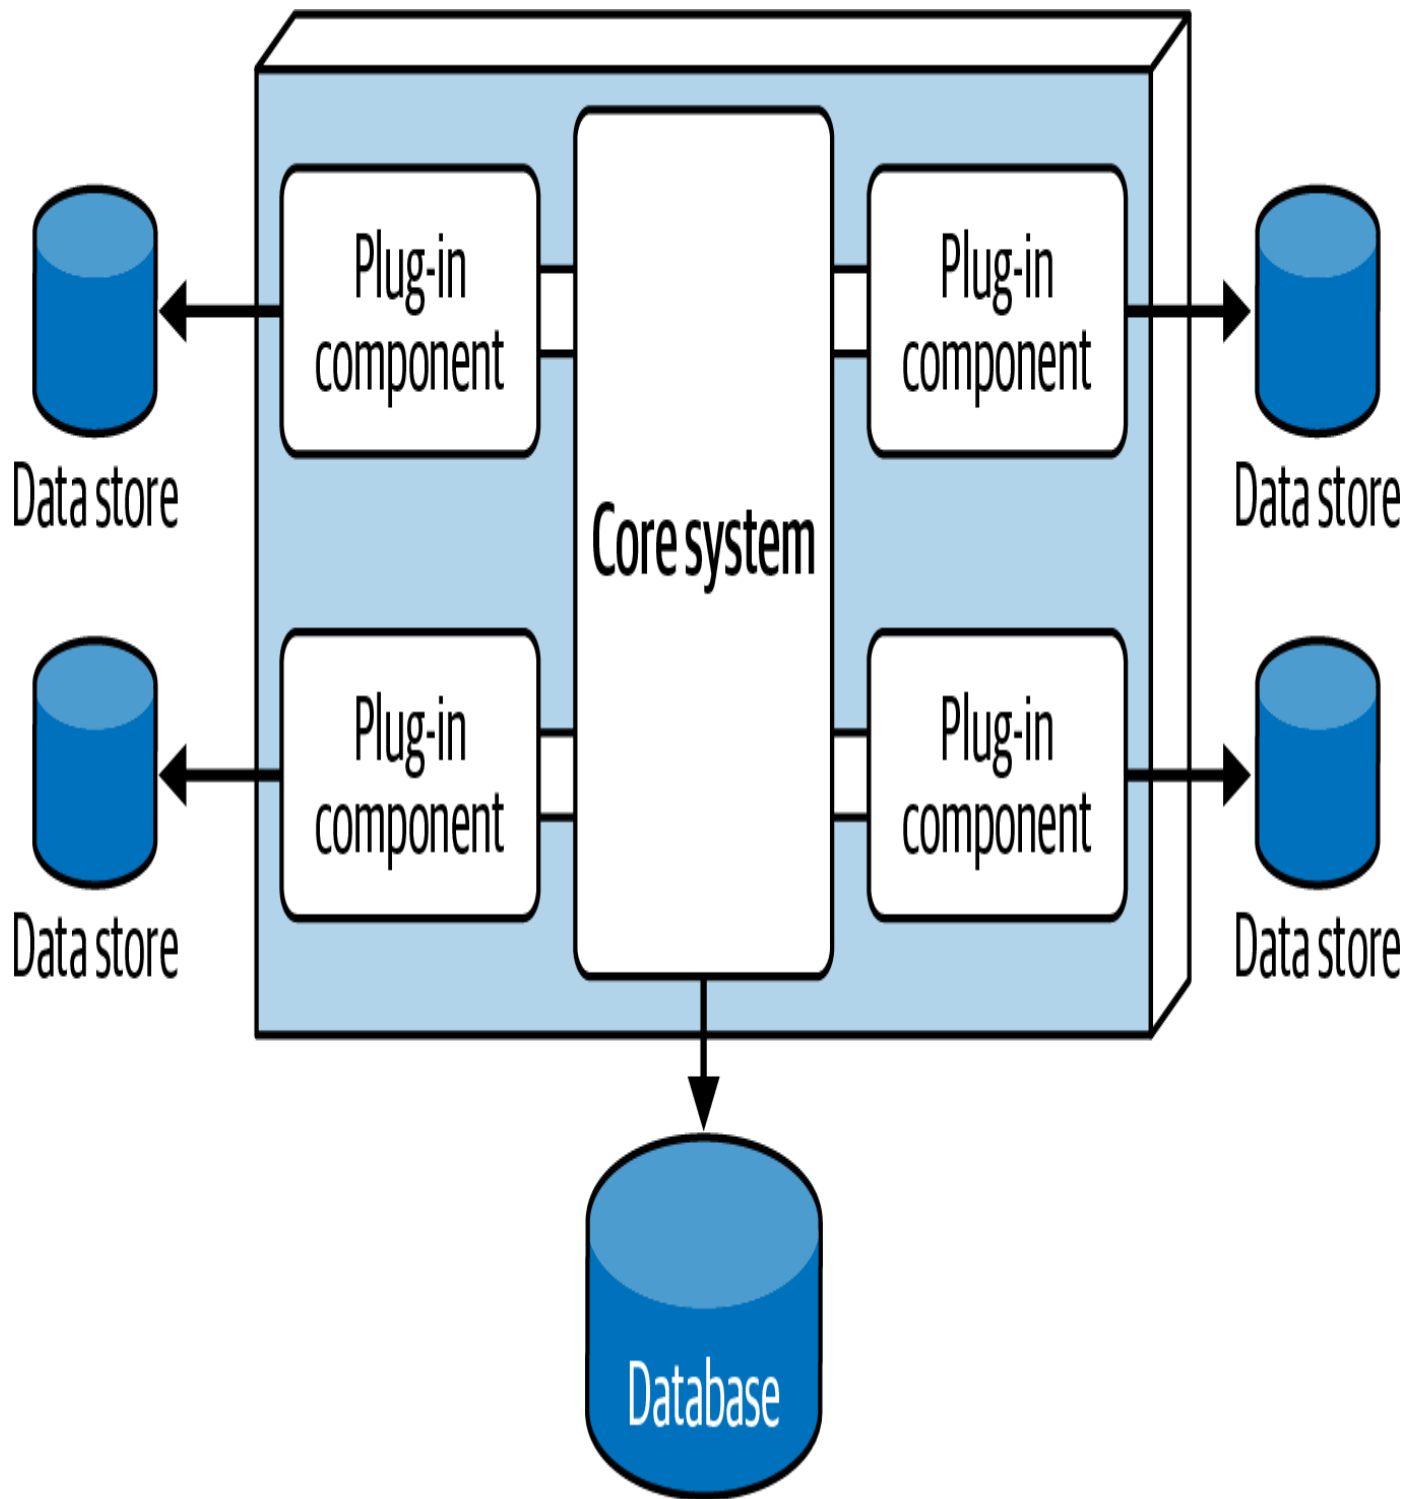 Plug-in
component
Plug-in
component
Data store
Data store
Core system
Plug-in
component
Plug-in
component
Data store
Data store
Database